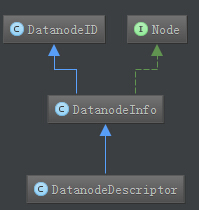 C DatanodeID
I Node
C DatanodeInfo
C DatanodeDescriptor